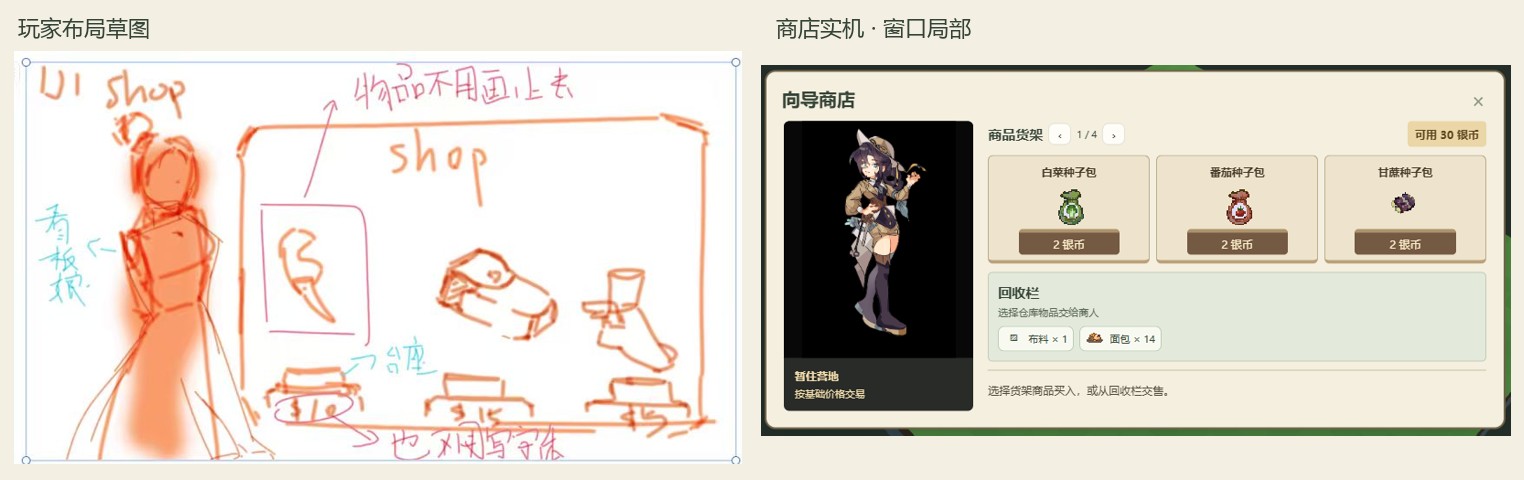 玩家布局草图
UI shop
物品不用画上去
shop
看板娘
台座
$10
$15
$5
也不用写字体
商店实机 · 窗口局部
向导商店
×
商品货架
‹
1 / 4
›
可用 30 银币
白菜种子包
2 银币
番茄种子包
2 银币
甘蔗种子包
2 银币
回收栏
选择仓库物品交给商人
布料 × 1
面包 × 14
暂住营地
按基础价格交易
选择货架商品买入，或从回收栏交售。